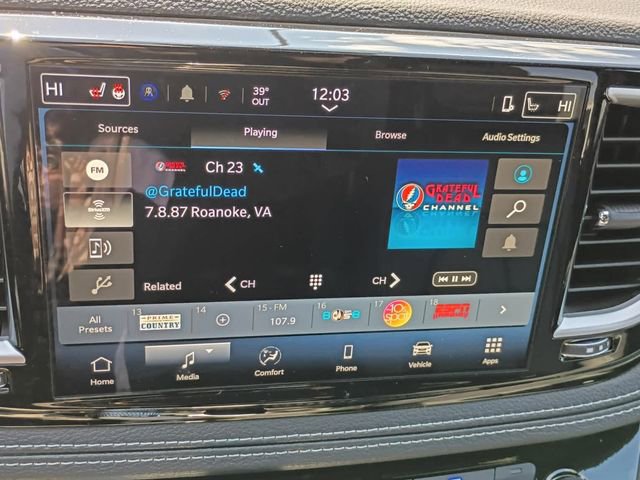 HI 39° OUT 12:03 HI
Sources Playing Browse Audio Settings
FM
Ch 23
@GratefulDead
7.8.87 Roanoke, VA
GRATEFUL DEAD CHANNEL
SiriusXM
Related CH CH
All Presets
13 PRIME COUNTRY
14
15 - FM 107.9
16
17
18 ESPN
Home Media Comfort Phone Vehicle Apps